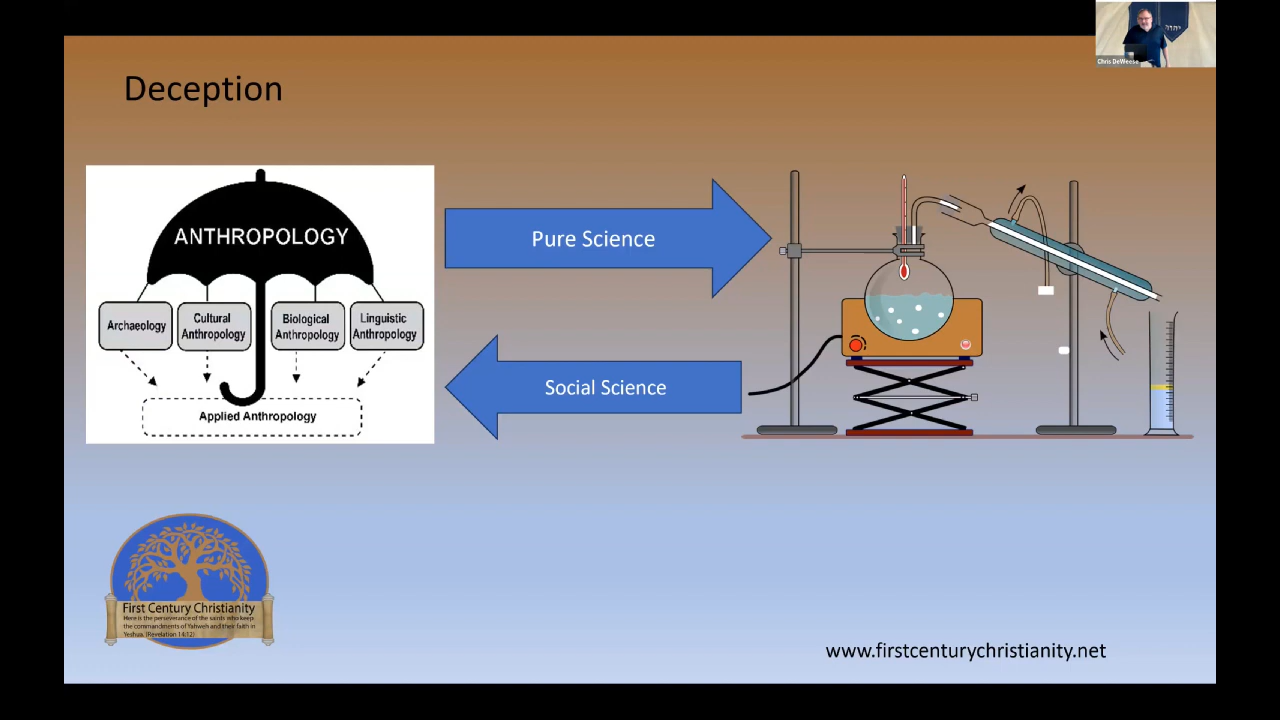 Chris DeWeese
Deception
ANTHROPOLOGY
Archaeology
Cultural
Anthropology
Biological
Anthropology
Linguistic
Anthropology
Applied Anthropology
Pure Science
Social Science
First Century Christianity
Here is the perseverance of the saints who keep
the commandments of Yahweh and their faith in
Yeshua. (Revelation 14:12)
www.firstcenturychristianity.net